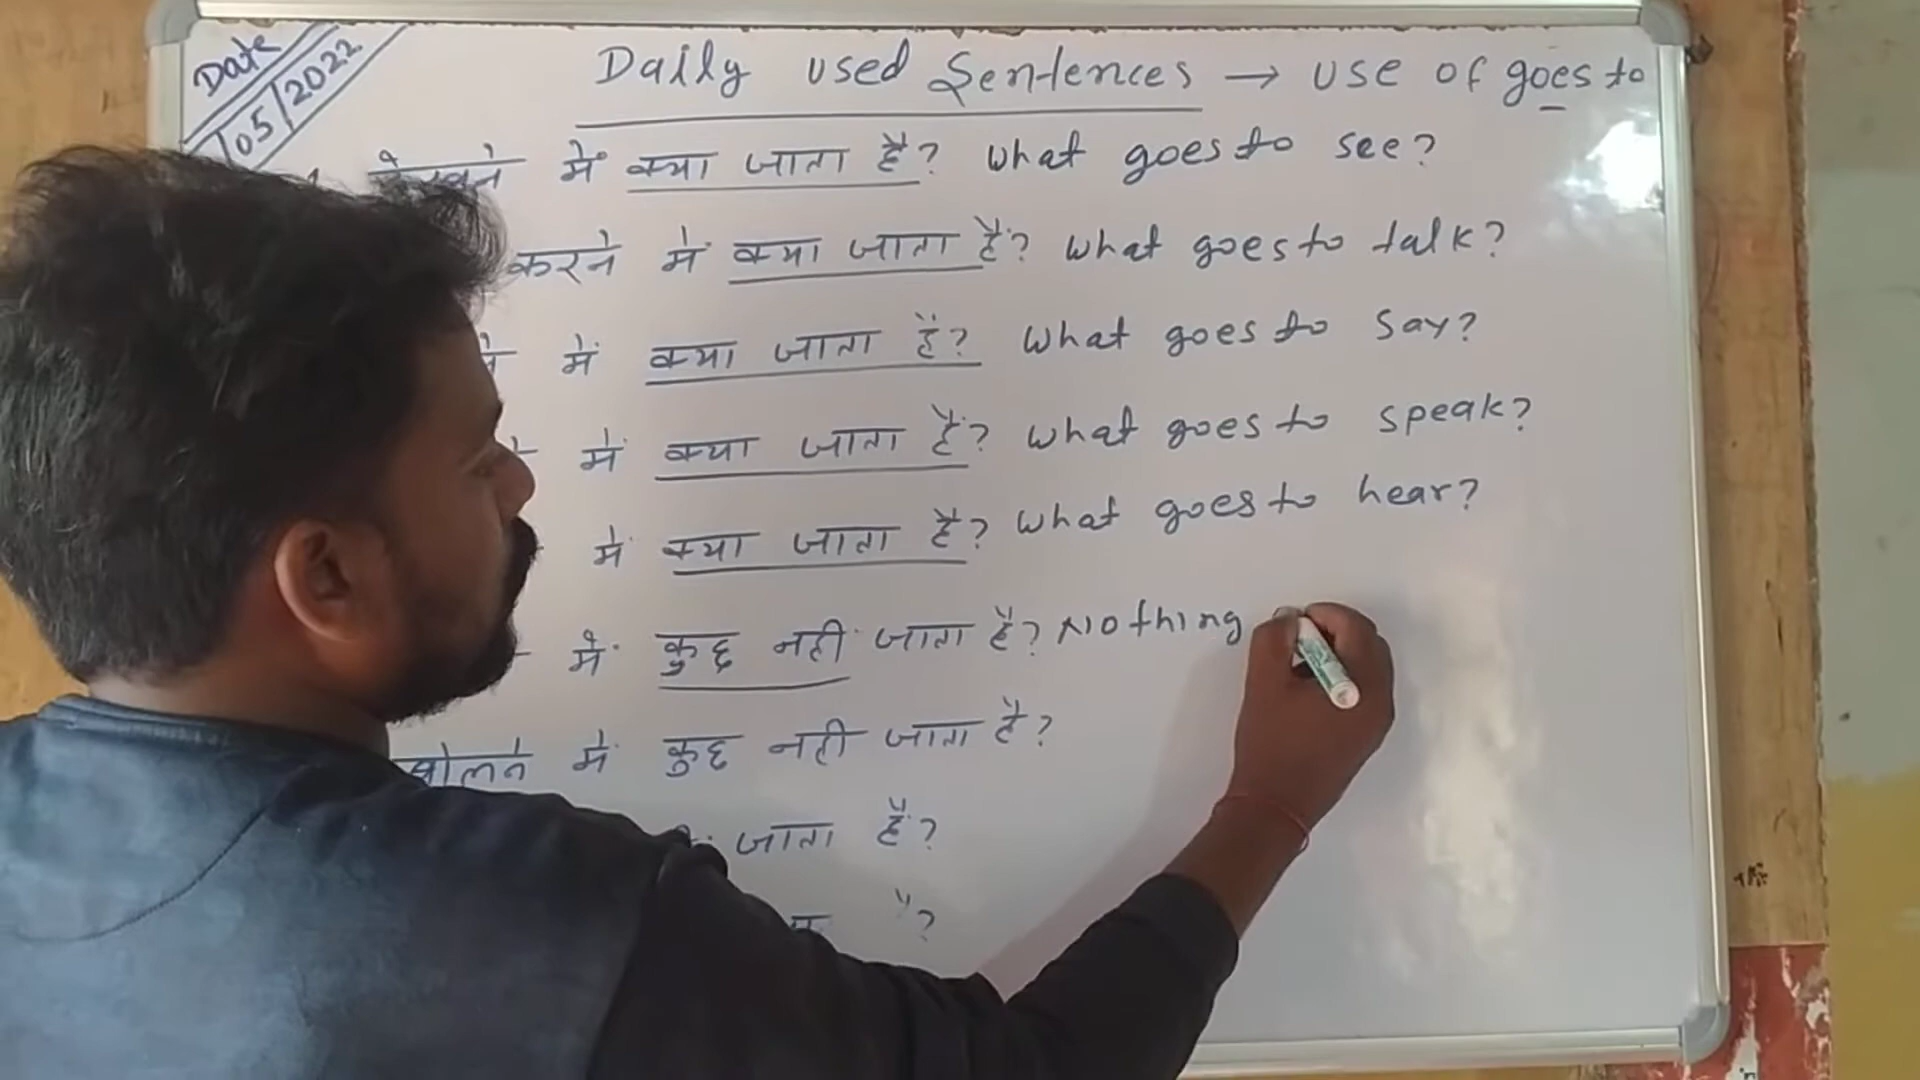 Date
05/2022
Daily used Sentences → use of goes to
में क्या जाता है? What goes to see?
करने में क्या जाता है? What goes to talk?
में क्या जाता है? What goes to say?
में क्या जाता है? What goes to speak?
में क्या जाता है? What goes to hear?
में कुछ नही जाता है? Nothing
बोलने में कुछ नही जाता है?
जाता है?
?